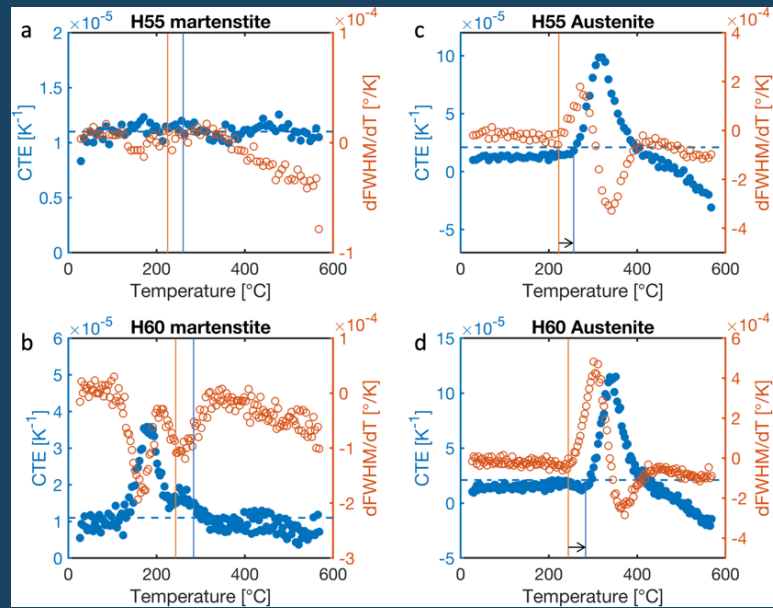 a
H55 martenstite
×10⁻⁵
×10⁻⁴
2
1.5
1
0.5
0
CTE [K⁻¹]
1
0
-1
dFWHM/dT [°/K]
0 200 400 600
Temperature [°C]
c
H55 Austenite
×10⁻⁵
×10⁻⁴
10
5
0
-5
CTE [K⁻¹]
4
2
0
-2
-4
dFWHM/dT [°/K]
0 200 400 600
Temperature [°C]
b
H60 martenstite
×10⁻⁵
×10⁻⁴
6
5
4
3
2
1
0
CTE [K⁻¹]
1
0
-1
-2
-3
dFWHM/dT [°/K]
0 200 400 600
Temperature [°C]
d
H60 Austenite
×10⁻⁵
×10⁻⁴
15
10
5
0
-5
CTE [K⁻¹]
6
4
2
0
-2
-4
dFWHM/dT [°/K]
0 200 400 600
Temperature [°C]